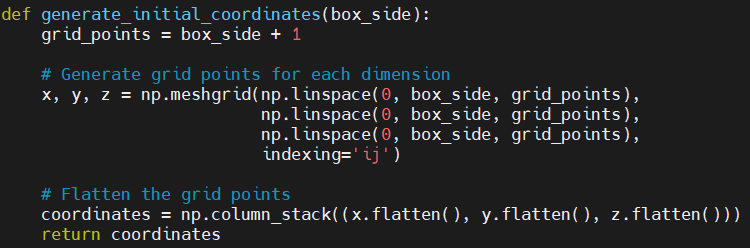 def generate_initial_coordinates(box_side):
    grid_points = box_side + 1

    # Generate grid points for each dimension
    x, y, z = np.meshgrid(np.linspace(0, box_side, grid_points),
                          np.linspace(0, box_side, grid_points),
                          np.linspace(0, box_side, grid_points),
                          indexing='ij')

    # Flatten the grid points
    coordinates = np.column_stack((x.flatten(), y.flatten(), z.flatten()))
    return coordinates